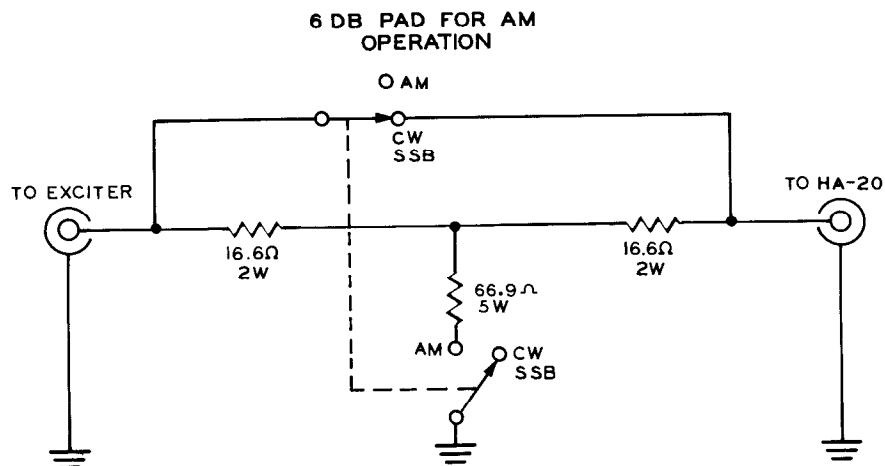 6 DB PAD FOR AM
OPERATION
AM
CW
SSB
TO EXCITER
TO HA-20
16.6Ω
2W
16.6Ω
2W
66.9Ω
5W
AM
CW
SSB